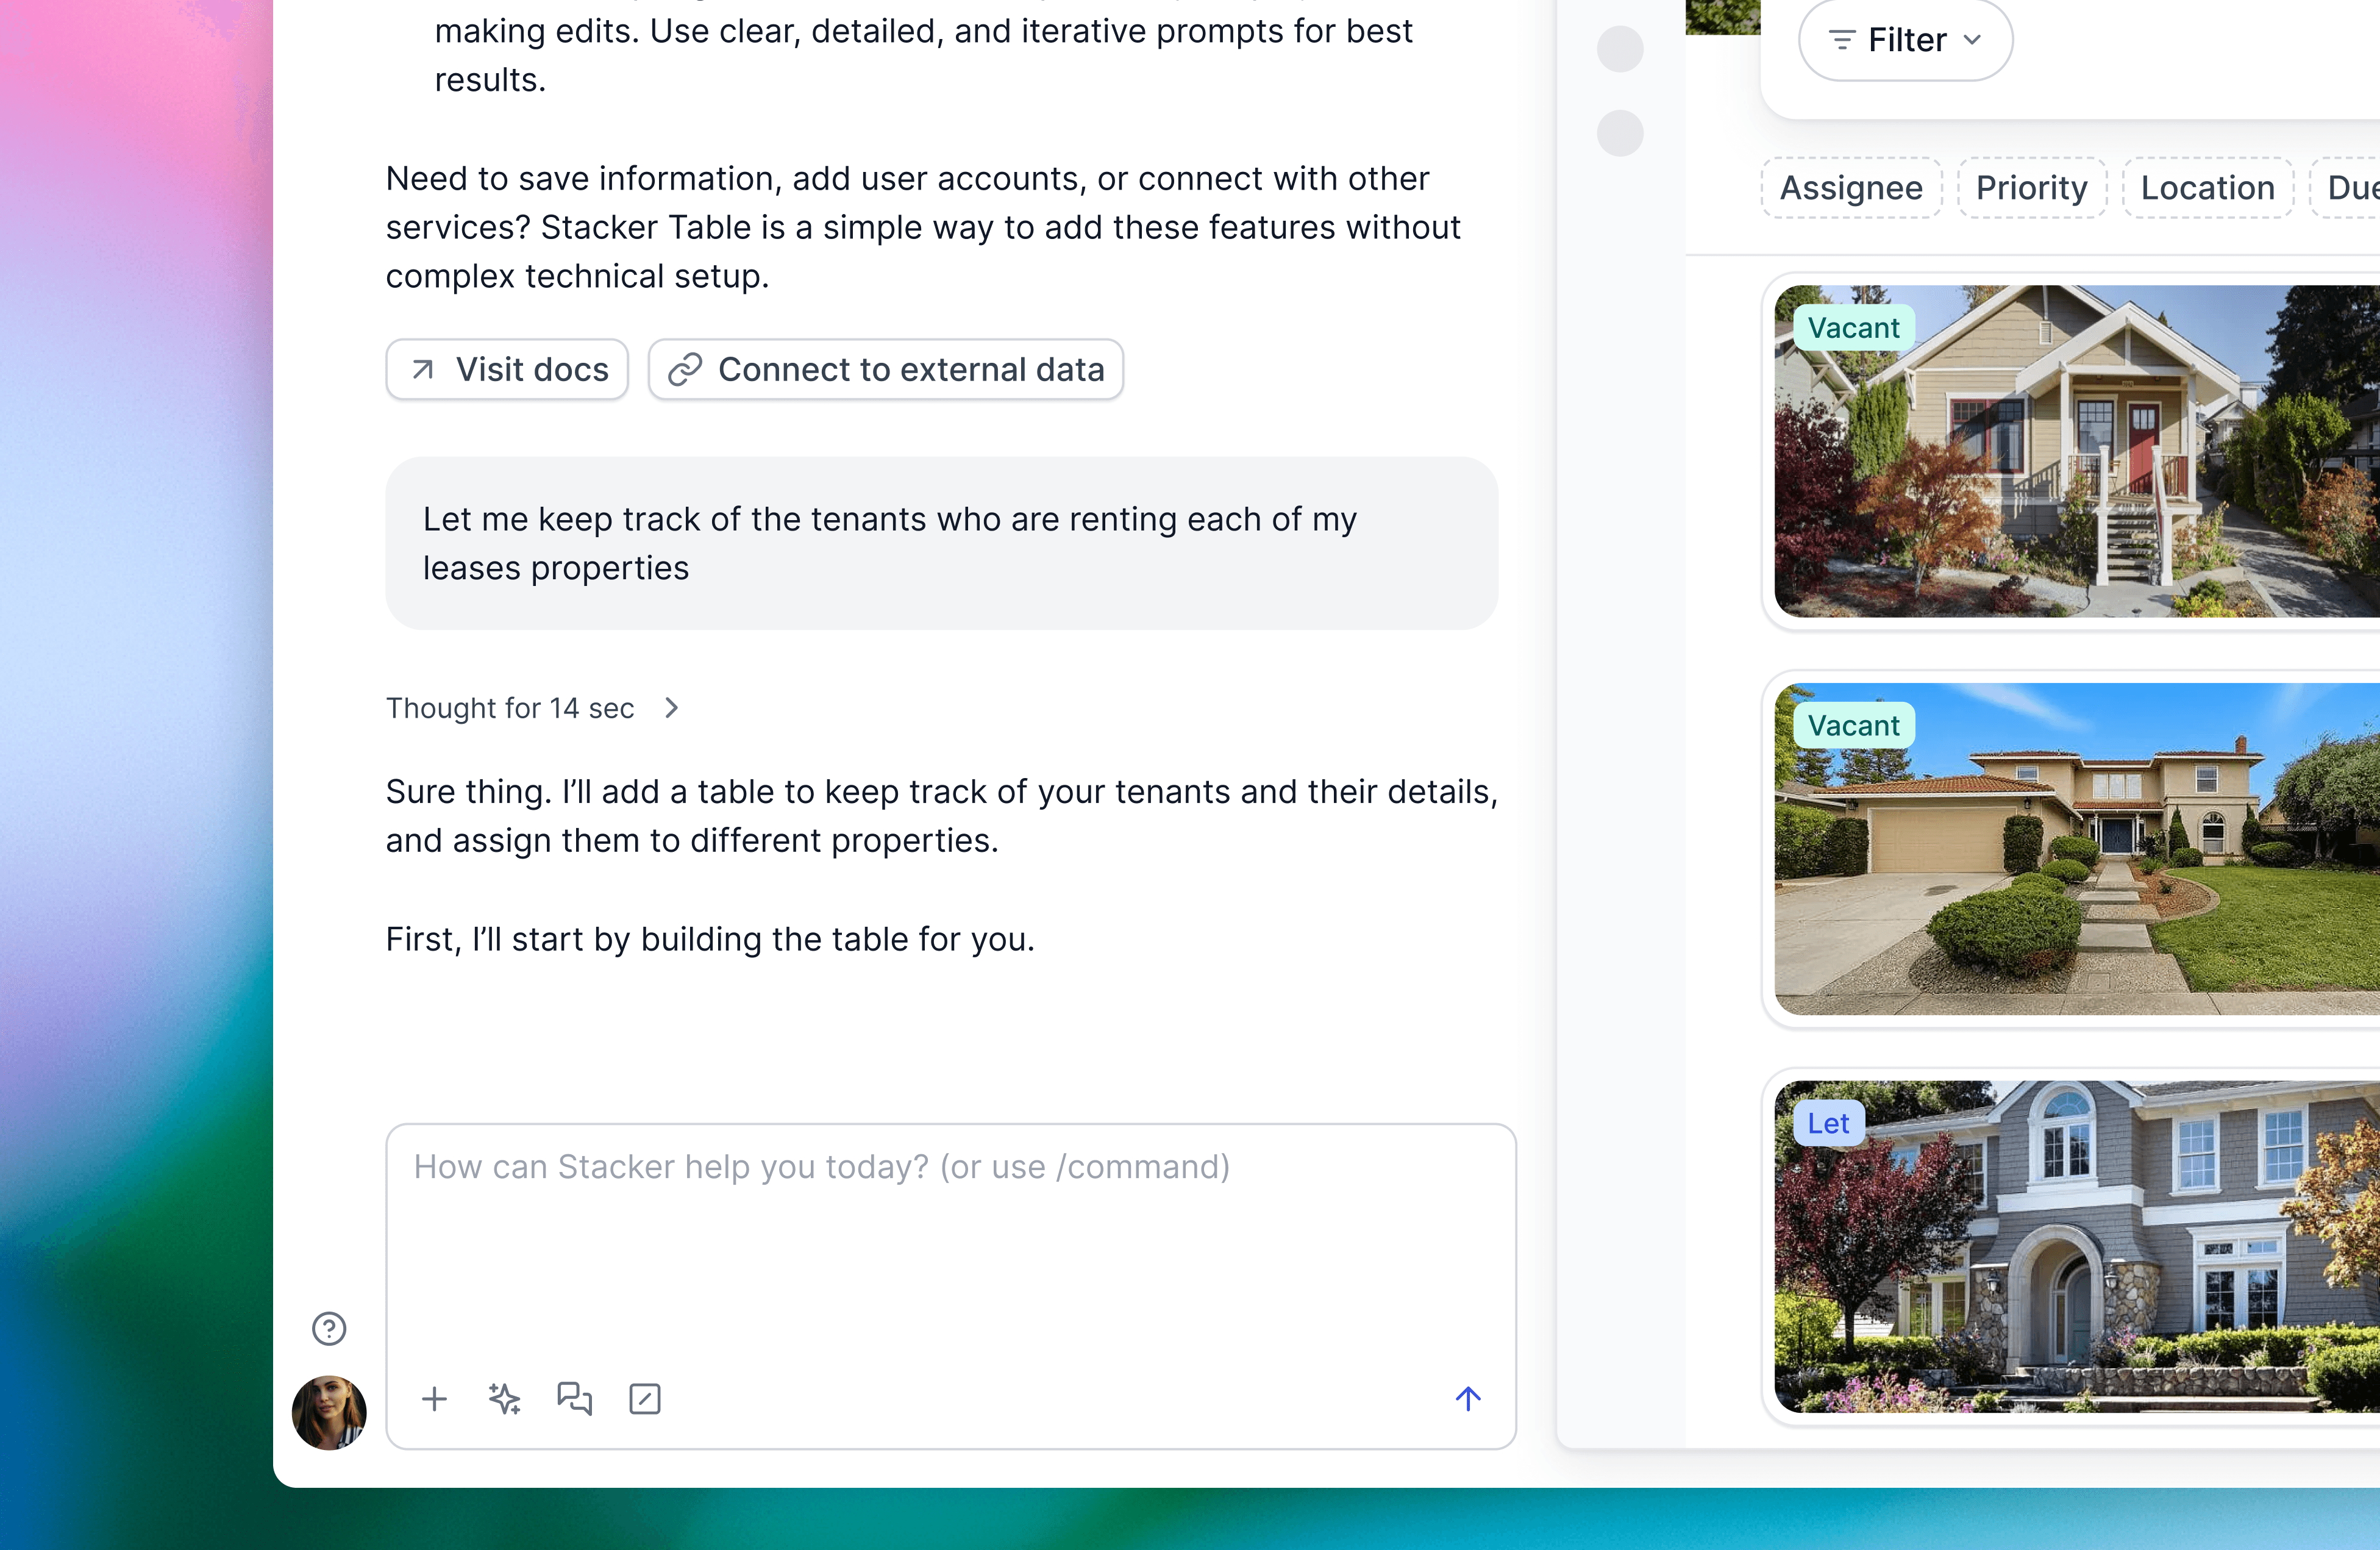 making edits. Use clear, detailed, and iterative prompts for best
results.
Need to save information, add user accounts, or connect with other
services? Stacker Table is a simple way to add these features without
complex technical setup.
Visit docs
Connect to external data
Let me keep track of the tenants who are renting each of my
leases properties
Thought for 14 sec
Sure thing. I’ll add a table to keep track of your tenants and their details,
and assign them to different properties.
First, I’ll start by building the table for you.
How can Stacker help you today? (or use /command)
Filter
Assignee
Priority
Location
Due
Vacant
Vacant
Let